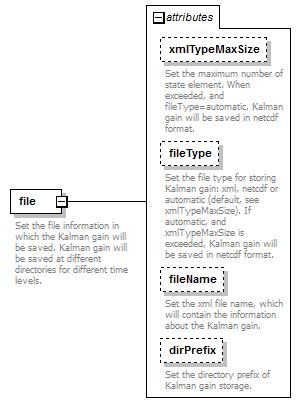 attributes
xmlTypeMaxSize
Set the maximum number of
state element. When
exceeded, and
fileType=automatic, Kalman
gain will be saved in netcdf
format.
fileType
Set the file type for storing
Kalman gain: xml, netcdf or
automatic (default, see
xmlTypeMaxSize). If
automatic, and
xmlTypeMaxSize is
exceeded, Kalman gain will
be saved in netcdf format.
file
Set the file information in
which the Kalman gain will
be saved. Kalman gain will
be saved at different
directories for different time
levels.
fileName
Set the xml file name, which
will contain the information
about the Kalman gain.
dirPrefix
Set the directory prefix of
Kalman gain storage.